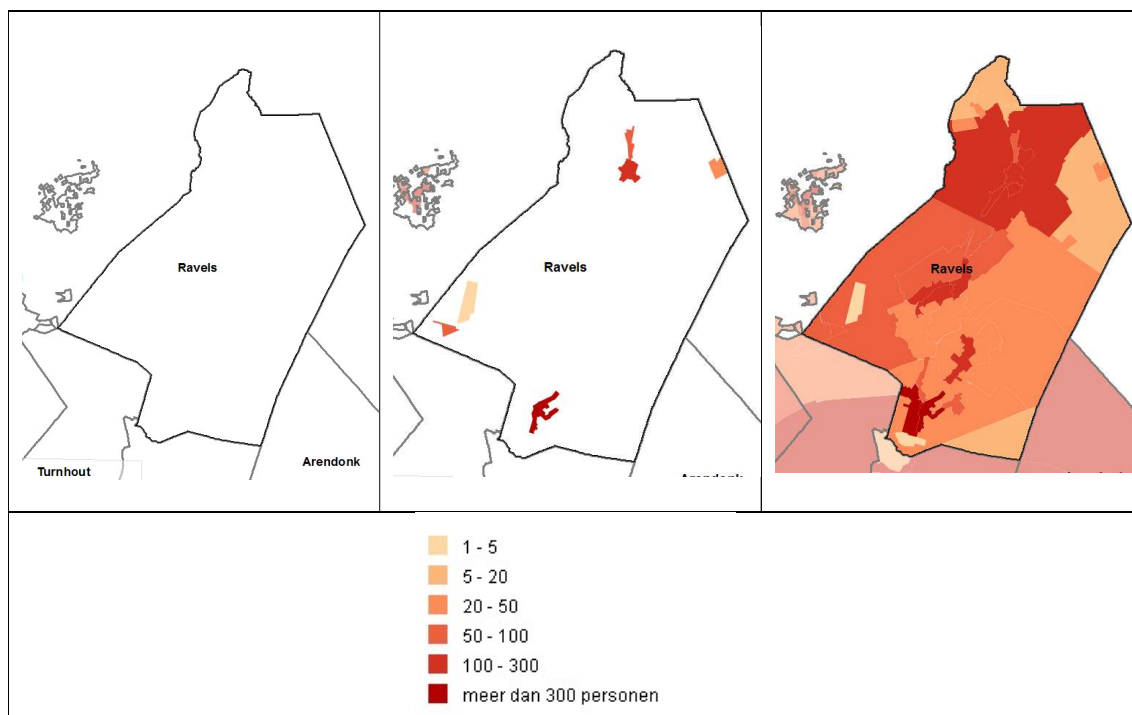 Ravels
Turnhout
Arendonk
Ravels
Ravels
1 - 5
5 - 20
20 - 50
50 - 100
100 - 300
meer dan 300 personen